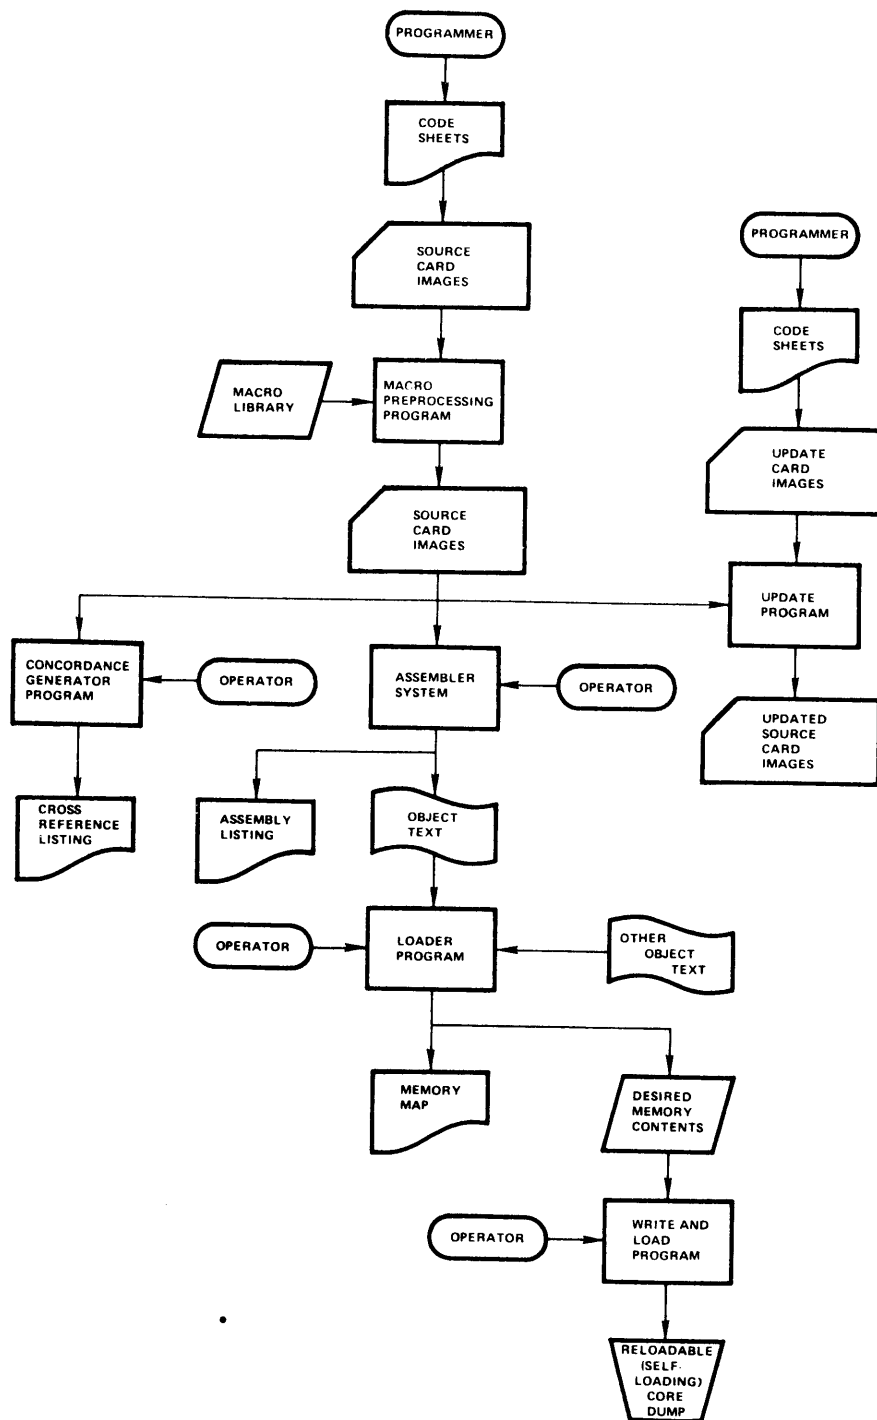 PROGRAMMER
CODE
SHEETS
SOURCE
CARD
IMAGES
PROGRAMMER
CODE
SHEETS
MACRO
LIBRARY
MACRO
PREPROCESSING
PROGRAM
UPDATE
CARD
IMAGES
SOURCE
CARD
IMAGES
UPDATE
PROGRAM
CONCORDANCE
GENERATOR
PROGRAM
OPERATOR
ASSEMBLER
SYSTEM
OPERATOR
UPDATED
SOURCE
CARD
IMAGES
CROSS
REFERENCE
LISTING
ASSEMBLY
LISTING
OBJECT
TEXT
OPERATOR
LOADER
PROGRAM
OTHER
OBJECT
TEXT
MEMORY
MAP
DESIRED
MEMORY
CONTENTS
OPERATOR
WRITE AND
LOAD
PROGRAM
RELOADABLE
(SELF-
LOADING)
CORE
DUMP